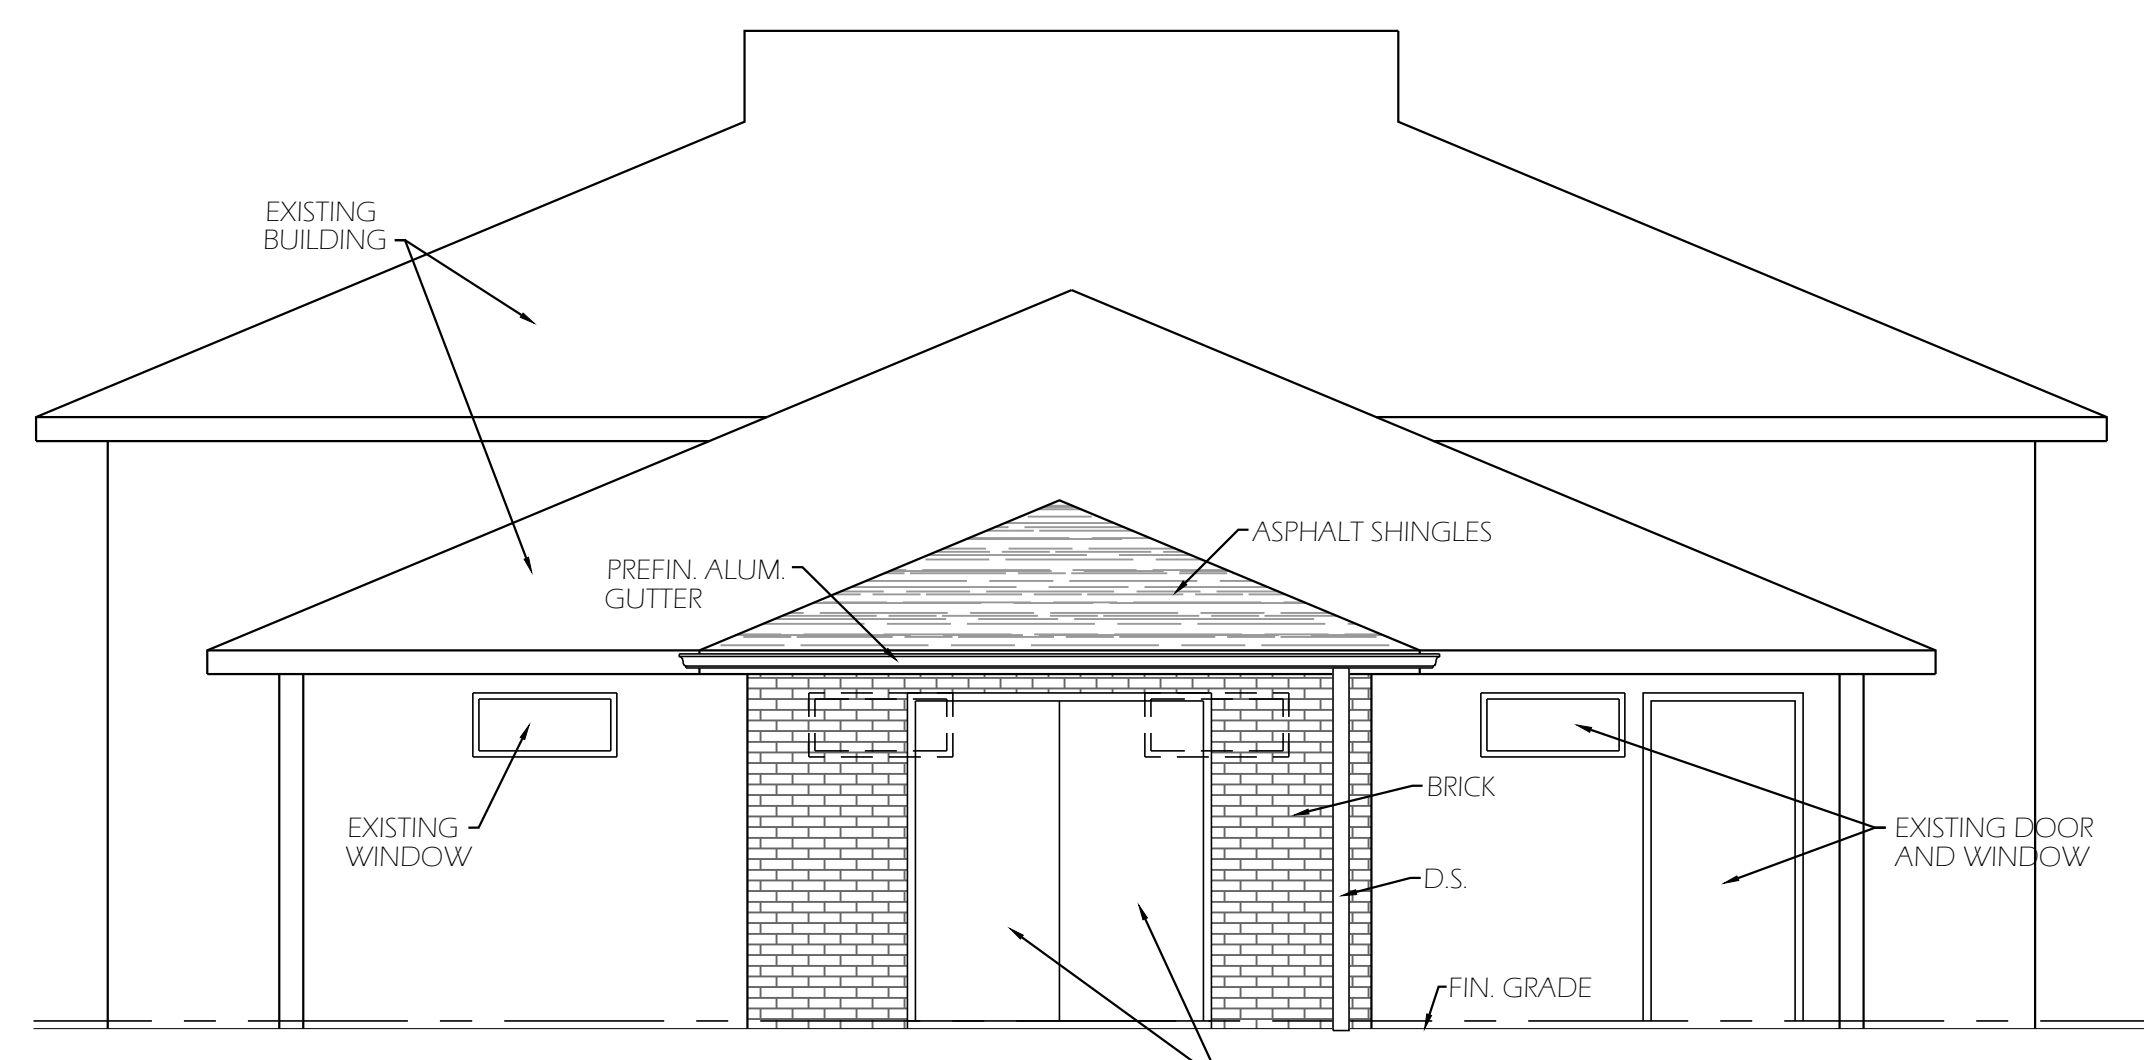 EXISTING
BUILDING
ASPHALT SHINGLES
PREFIN. ALUM.
GUTTER
BRICK
EXISTING
WINDOW
EXISTING DOOR
AND WINDOW
D.S.
FIN. GRADE